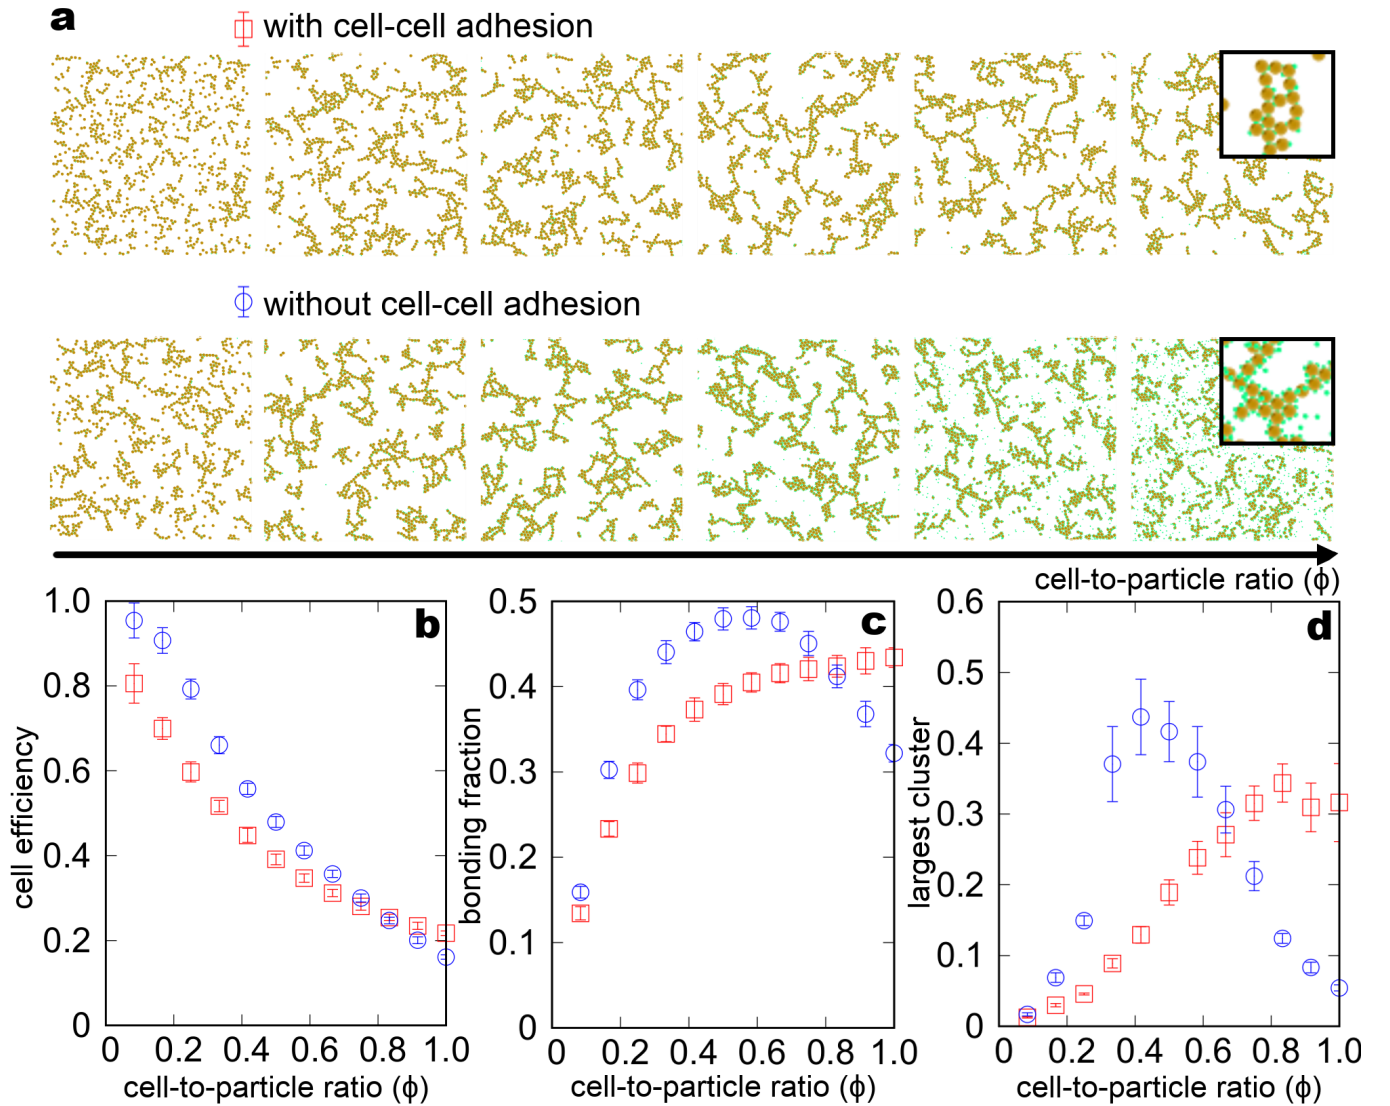 a
with cell-cell adhesion
without cell-cell adhesion
cell-to-particle ratio (ϕ)
b
1.0
0.8
0.6
0.4
0.2
0
cell efficiency
0 0.2 0.4 0.6 0.8 1.0
cell-to-particle ratio (ϕ)
c
0.5
0.4
0.3
0.2
0.1
0
bonding fraction
0 0.2 0.4 0.6 0.8 1.0
cell-to-particle ratio (ϕ)
d
0.6
0.5
0.4
0.3
0.2
0.1
0
largest cluster
0 0.2 0.4 0.6 0.8 1.0
cell-to-particle ratio (ϕ)